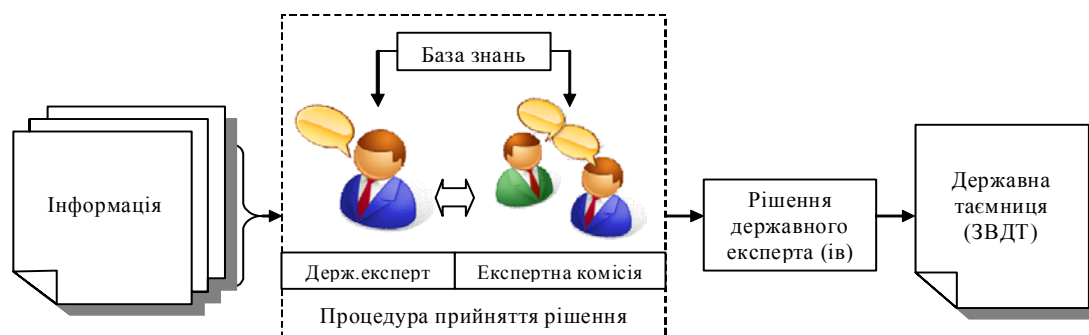 База знань
Інформація
Держ.експерт
Експертна комісія
Процедура прийняття рішення
Рішення
державного
експерта (ів)
Державна
таємниця
(ЗВДТ)